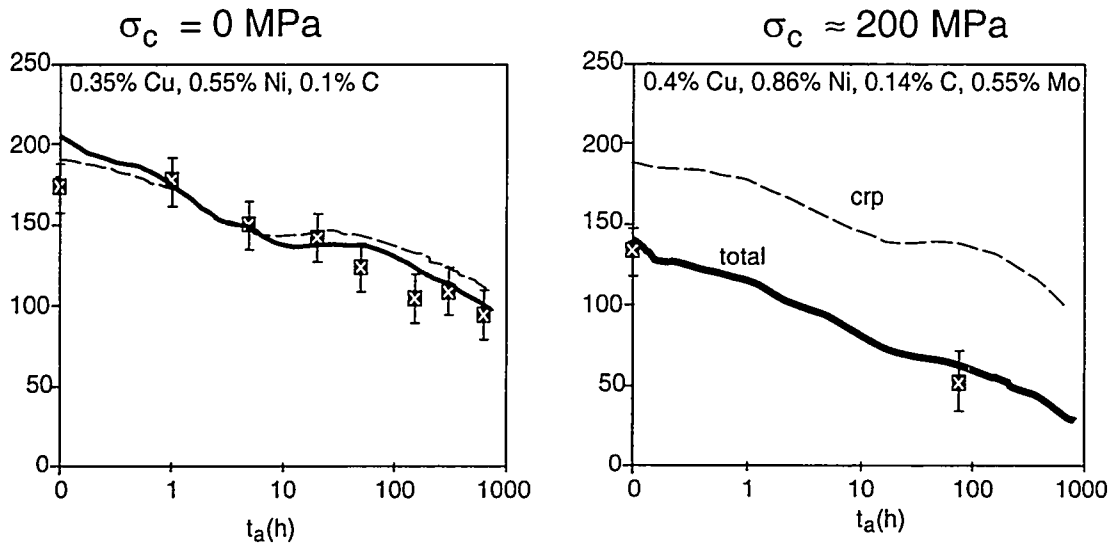 σc = 0 MPa
250
200
150
100
50
0
0.35% Cu, 0.55% Ni, 0.1% C
0 1 10 100 1000
ta(h)
σc ≈ 200 MPa
250
200
150
100
50
0
0.4% Cu, 0.86% Ni, 0.14% C, 0.55% Mo
crp
total
0 1 10 100 1000
ta(h)